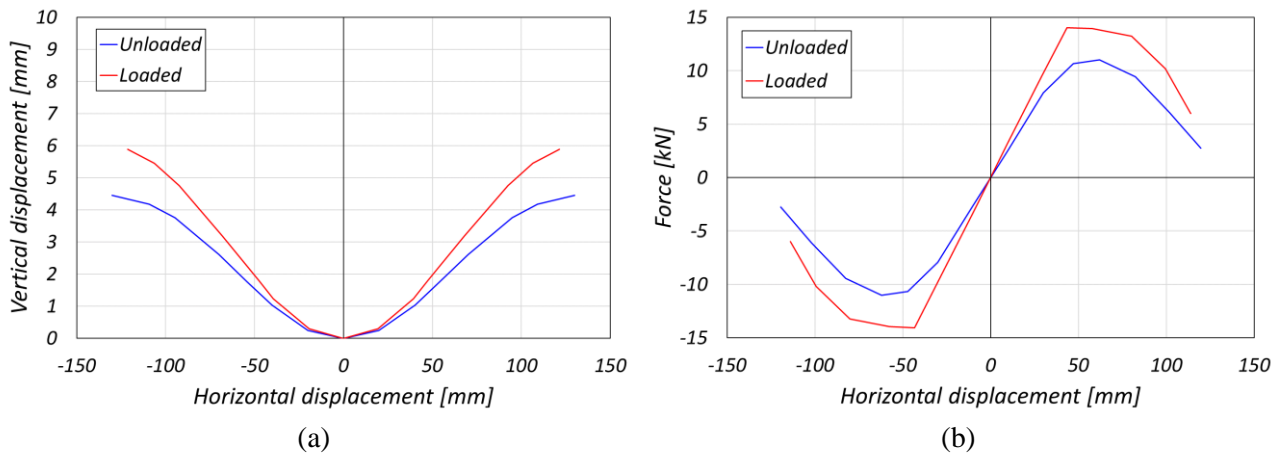 10
9
8
7
6
5
4
3
2
1
0
Vertical displacement [mm]
Unloaded
Loaded
-150 -100 -50 0 50 100 150
Horizontal displacement [mm]
(a)
15
10
5
0
-5
-10
-15
Force [kN]
Unloaded
Loaded
-150 -100 -50 0 50 100 150
Horizontal displacement [mm]
(b)